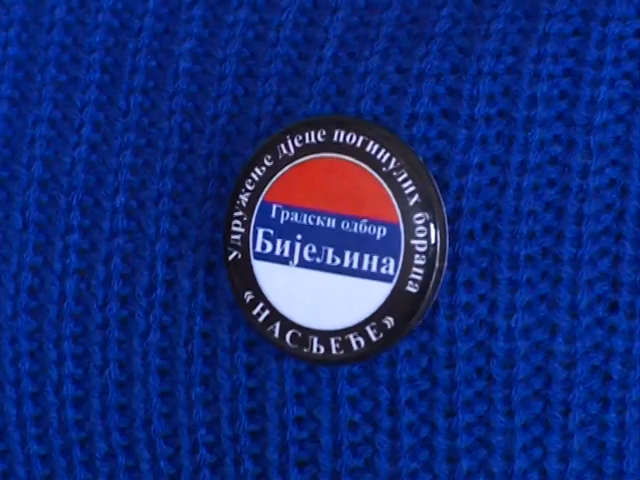 Удружење дјеце погинулих бораца
Градски одбор
Бијељина
«НАСЉЕЂЕ»